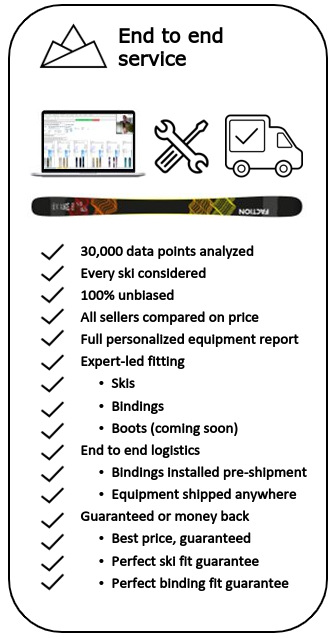 End to end
service
FACTION
30,000 data points analyzed
Every ski considered
100% unbiased
All sellers compared on price
Full personalized equipment report
Expert-led fitting
• Skis
• Bindings
• Boots (coming soon)
End to end logistics
• Bindings installed pre-shipment
• Equipment shipped anywhere
Guaranteed or money back
• Best price, guaranteed
• Perfect ski fit guarantee
• Perfect binding fit guarantee